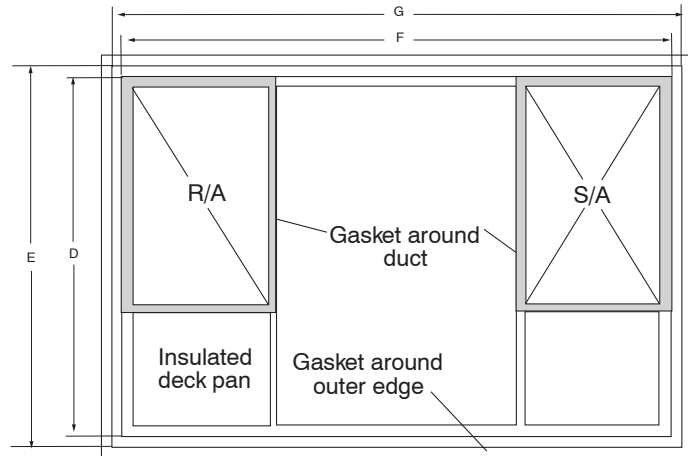 G
F
R/A
S/A
E
D
Gasket around
duct
Insulated
deck pan
Gasket around
outer edge